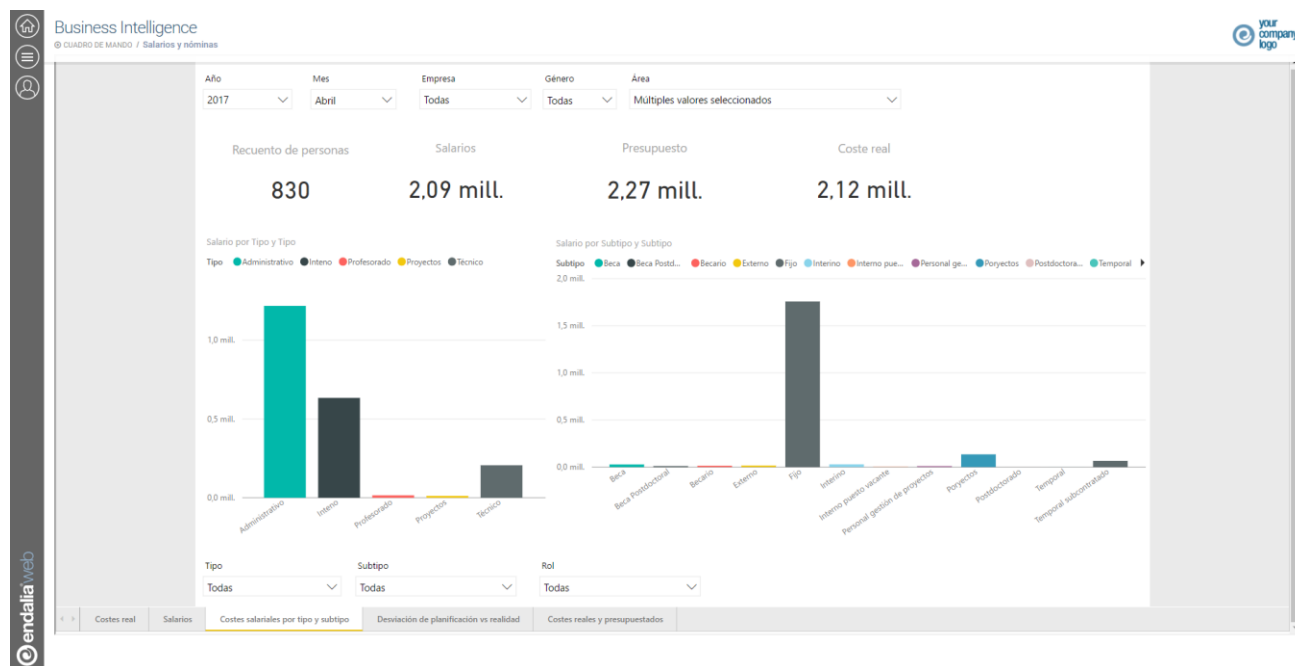 Business Intelligence
CUADRO DE MANDO / Salarios y nóminas
your
company
logo
Año Mes Empresa Género Área
2017 Abril Todas Todas Múltiples valores seleccionados
Recuento de personas Salarios Presupuesto Coste real
830 2,09 mill. 2,27 mill. 2,12 mill.
Salario por Tipo y Tipo
Tipo Administrativo Inteno Profesorado Proyectos Técnico
1,0 mill.
0,5 mill.
0,0 mill.
Administrativo Inteno Profesorado Proyectos Técnico
Salario por Subtipo y Subtipo
Subtipo Beca Beca Postd... Becario Externo Fijo Interino Interno pue... Personal ge... Poryectos Postdoctora... Temporal
2,0 mill.
1,5 mill.
1,0 mill.
0,5 mill.
0,0 mill.
Beca Beca Postdoctoral Becario Externo Fijo Interino Interno puesto vacante Personal gestión de proyectos Poryectos Postdoctorado Temporal Temporal subcontratado
Tipo Subtipo Rol
Todas Todas Todas
Costes real Salarios Costes salariales por tipo y subtipo Desviación de planificación vs realidad Costes reales y presupuestados
endalia web